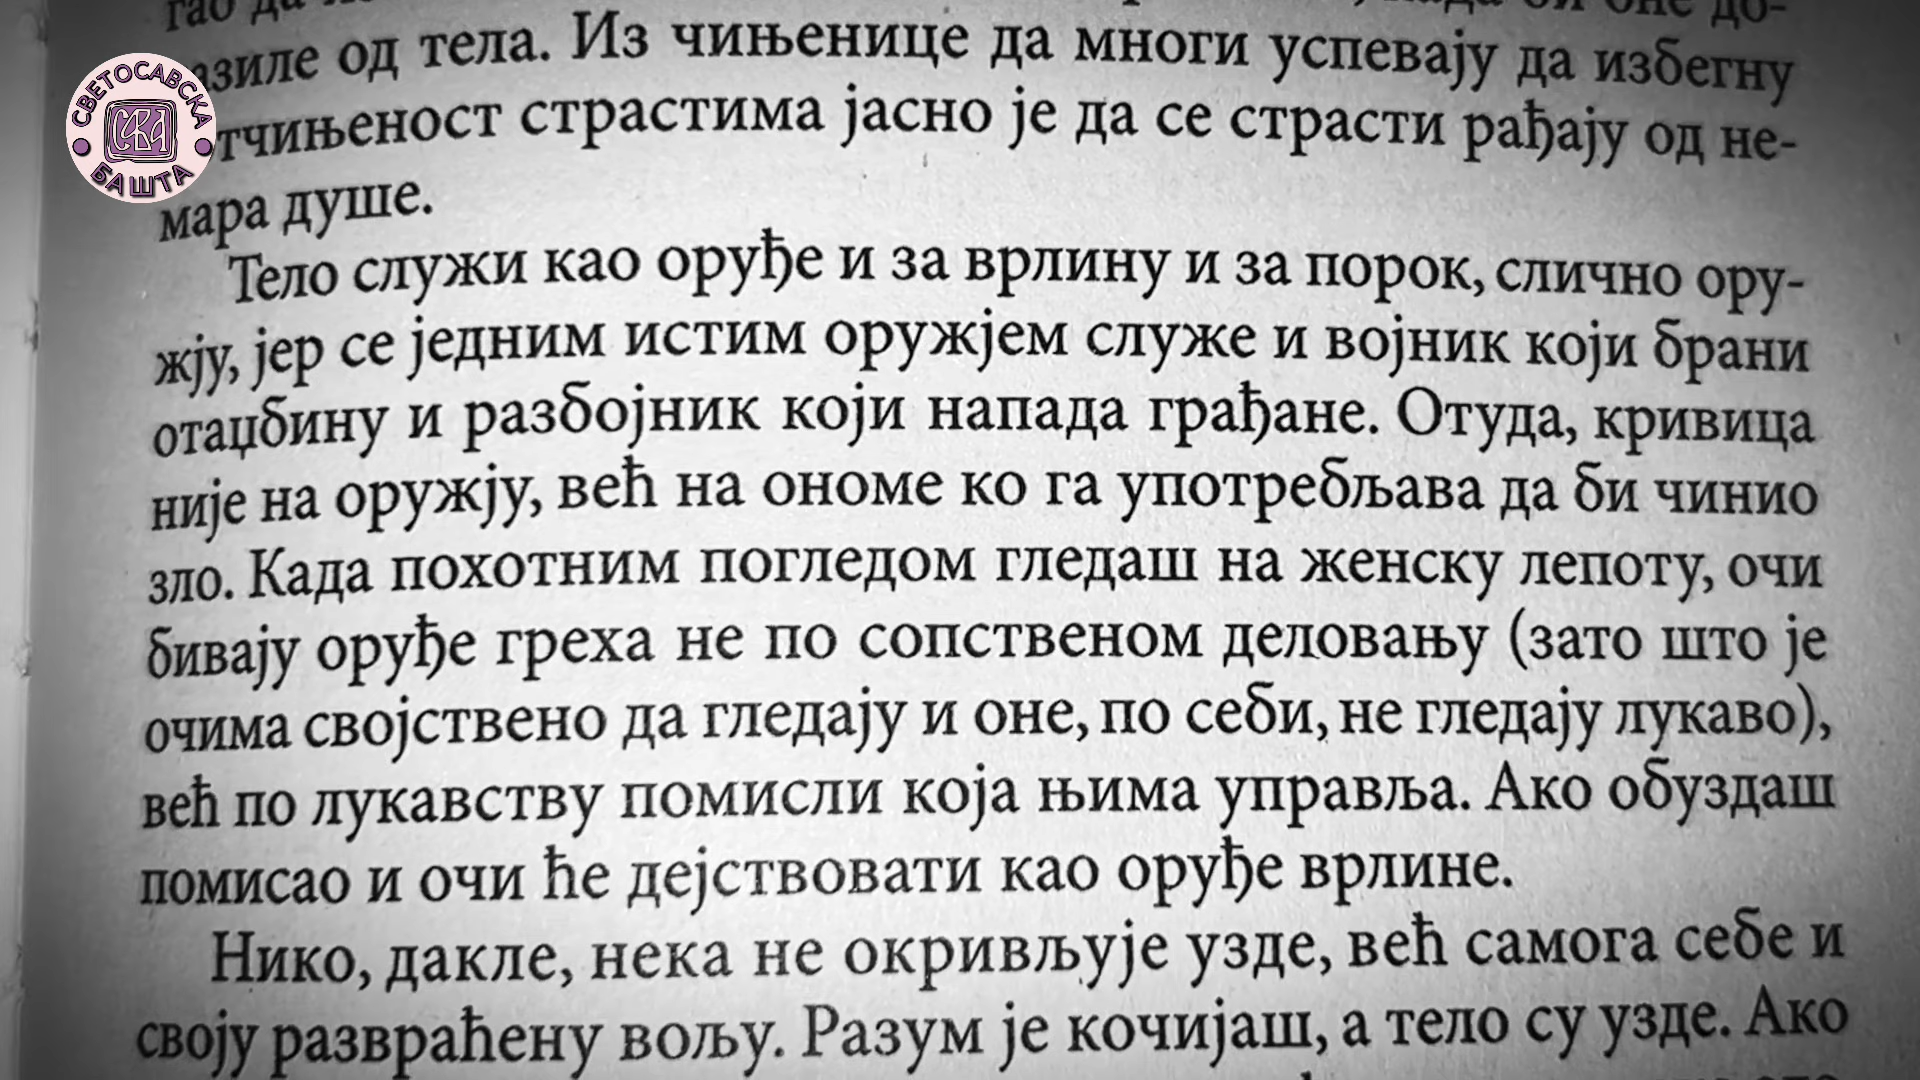 СВЕТОСАВСКА
БАШТА
од тела. Из чињенице да многи успевају да избегну
страстима јасно је да се страсти рађају од не-
мара душе.
Тело служи као оруђе и за врлину и за порок, слично ору-
жју, јер се једним истим оружјем служе и војник који брани
отаџбину и разбојник који напада грађане. Отуда, кривица
није на оружју, већ на ономе ко га употребљава да би чинио
зло. Када похотним погледом гледаш на женску лепоту, очи
бивају оруђе греха не по сопственом деловању (зато што је
очима својствено да гледају и оне, по себи, не гледају лукаво),
већ по лукавству помисли која њима управља. Ако обуздаш
помисао и очи ће дејствовати као оруђе врлине.
Нико, дакле, нека не окривљује узде, већ самога себе и
своју развраћену вољу. Разум је кочијаш, а тело су узде. Ако